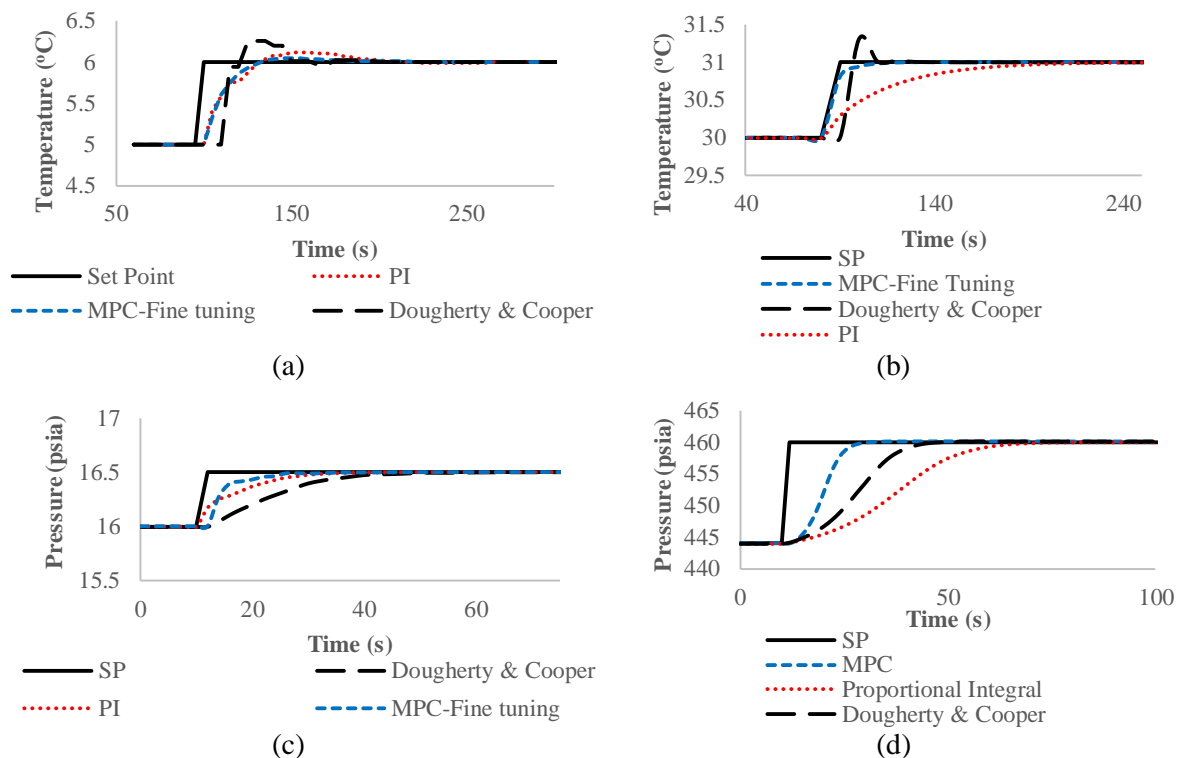 Temperature (ºC)
6.5
6
5.5
5
4.5
50
150
250
Time (s)
Set Point
PI
MPC-Fine tuning
Dougherty & Cooper
(a)
Temperature (ºC)
31.5
31
30.5
30
29.5
40
140
240
Time (s)
SP
MPC-Fine Tuning
Dougherty & Cooper
PI
(b)
Pressure (psia)
17
16.5
16
15.5
0
20
40
60
Time (s)
SP
Dougherty & Cooper
PI
MPC-Fine tuning
(c)
Pressure (psia)
465
460
455
450
444
440
0
50
100
Time (s)
SP
MPC
Proportional Integral
Dougherty & Cooper
(d)